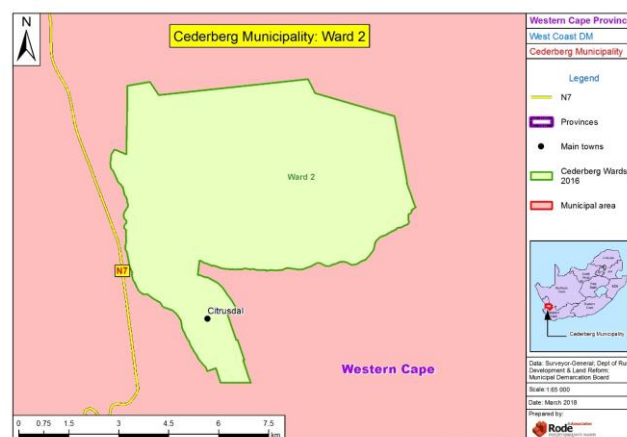 N
Cederberg Municipality: Ward 2
Ward 2
N7
Citrusdal
Western Cape
0 0.75 1.5 3 4.5 6 7.5
km
Western Cape Provinc
West Coast DM
Cederberg Municipality
Legend
N7
Provinces
Main towns
Cederberg Wards
2016
Municipal area
Cederberg Municipality
Data: Surveyor-General; Dept of Ru
Development & Land Reform;
Municipal Demarcation Board
Scale: 1:65 000
Date: March 2018
Prepared by:
Rode